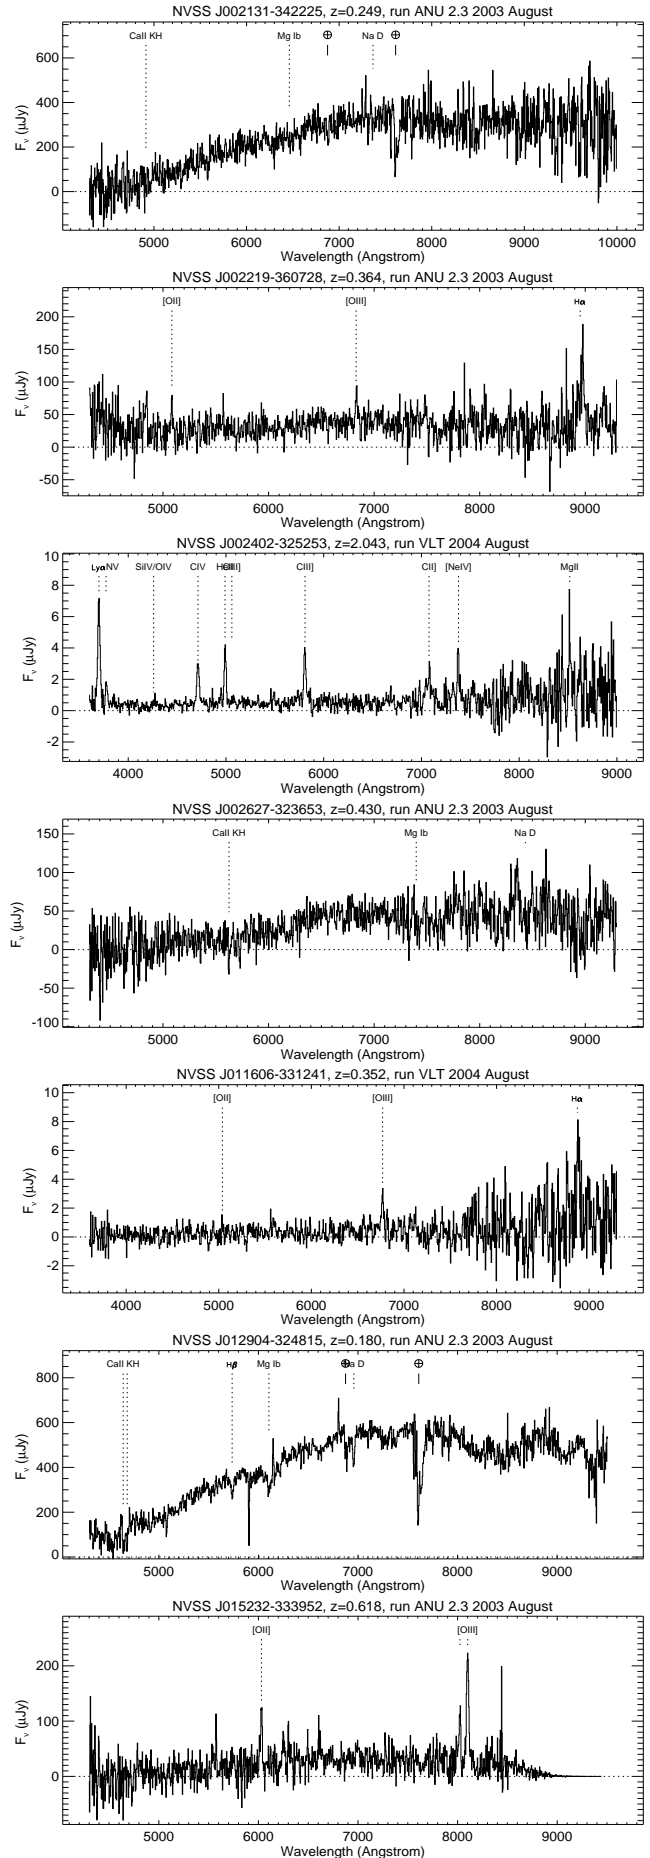 NVSS J002131-342225, z=0.249, run ANU 2.3 2003 August
CaII KH Mg Ib ⊕ Na D ⊕
600
400
200
0
Fν (μJy)
5000 6000 7000 8000 9000 10000
Wavelength (Angstrom)
NVSS J002219-360728, z=0.364, run ANU 2.3 2003 August
[OII] [OIII] Hα
200
150
100
50
0
-50
Fν (μJy)
5000 6000 7000 8000 9000
Wavelength (Angstrom)
NVSS J002402-325253, z=2.043, run VLT 2004 August
Lyα NV SiIV/OIV CIV CIII] CII] [NeIV] MgII
10
8
6
4
2
0
-2
Fν (μJy)
4000 5000 6000 7000 8000 9000
Wavelength (Angstrom)
NVSS J002627-323653, z=0.430, run ANU 2.3 2003 August
CaII KH Mg Ib Na D
150
100
50
0
-50
-100
Fν (μJy)
5000 6000 7000 8000 9000
Wavelength (Angstrom)
NVSS J011606-331241, z=0.352, run VLT 2004 August
[OII] [OIII] Hα
10
8
6
4
2
0
-2
Fν (μJy)
4000 5000 6000 7000 8000 9000
Wavelength (Angstrom)
NVSS J012904-324815, z=0.180, run ANU 2.3 2003 August
CaII KH Hβ Mg Ib ⊕ Na D ⊕
800
600
400
200
0
Fν (μJy)
5000 6000 7000 8000 9000
Wavelength (Angstrom)
NVSS J015232-333952, z=0.618, run ANU 2.3 2003 August
[OII] [OIII]
200
100
0
Fν (μJy)
5000 6000 7000 8000 9000
Wavelength (Angstrom)